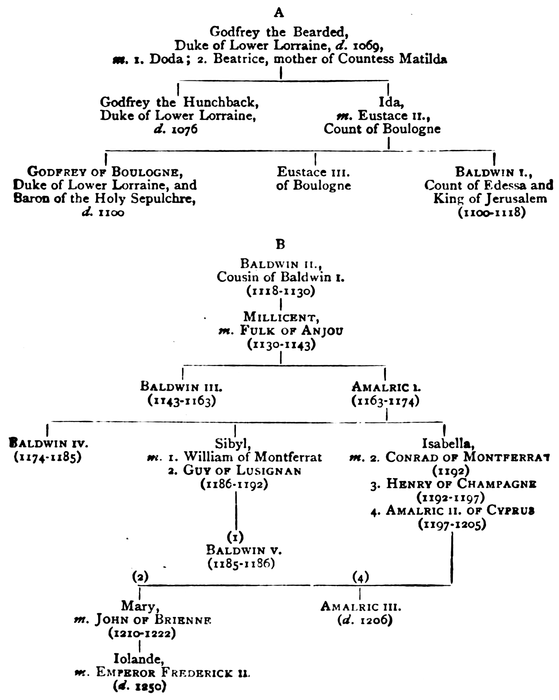 A
Godfrey the Bearded,
Duke of Lower Lorraine, d. 1069,
m. 1. Doda; 2. Beatrice, mother of Countess Matilda
Godfrey the Hunchback,
Duke of Lower Lorraine,
d. 1076
Ida,
m. Eustace II.,
Count of Boulogne
GODFREY OF BOULOGNE,
Duke of Lower Lorraine, and
Baron of the Holy Sepulchre,
d. 1100
Eustace III.
of Boulogne
BALDWIN I.,
Count of Edessa and
King of Jerusalem
(1100-1118)
B
BALDWIN II.,
Cousin of Baldwin I.
(1118-1130)
MILLICENT,
m. FULK OF ANJOU
(1130-1143)
BALDWIN III.
(1143-1163)
AMALRIC I.
(1163-1174)
BALDWIN IV.
(1174-1185)
Sibyl,
m. 1. William of Montferrat
2. GUY OF LUSIGNAN
(1186-1192)
Isabella,
m. 2. CONRAD OF MONTFERRAT
(1192)
3. HENRY OF CHAMPAGNE
(1192-1197)
4. AMALRIC II. OF CYPRUS
(1197-1205)
(1)
BALDWIN V.
(1185-1186)
(2)
(4)
Mary,
m. JOHN OF BRIENNE
(1210-1222)
AMALRIC III.
(d. 1206)
Iolande,
m. EMPEROR FREDERICK II.
(d. 1250)